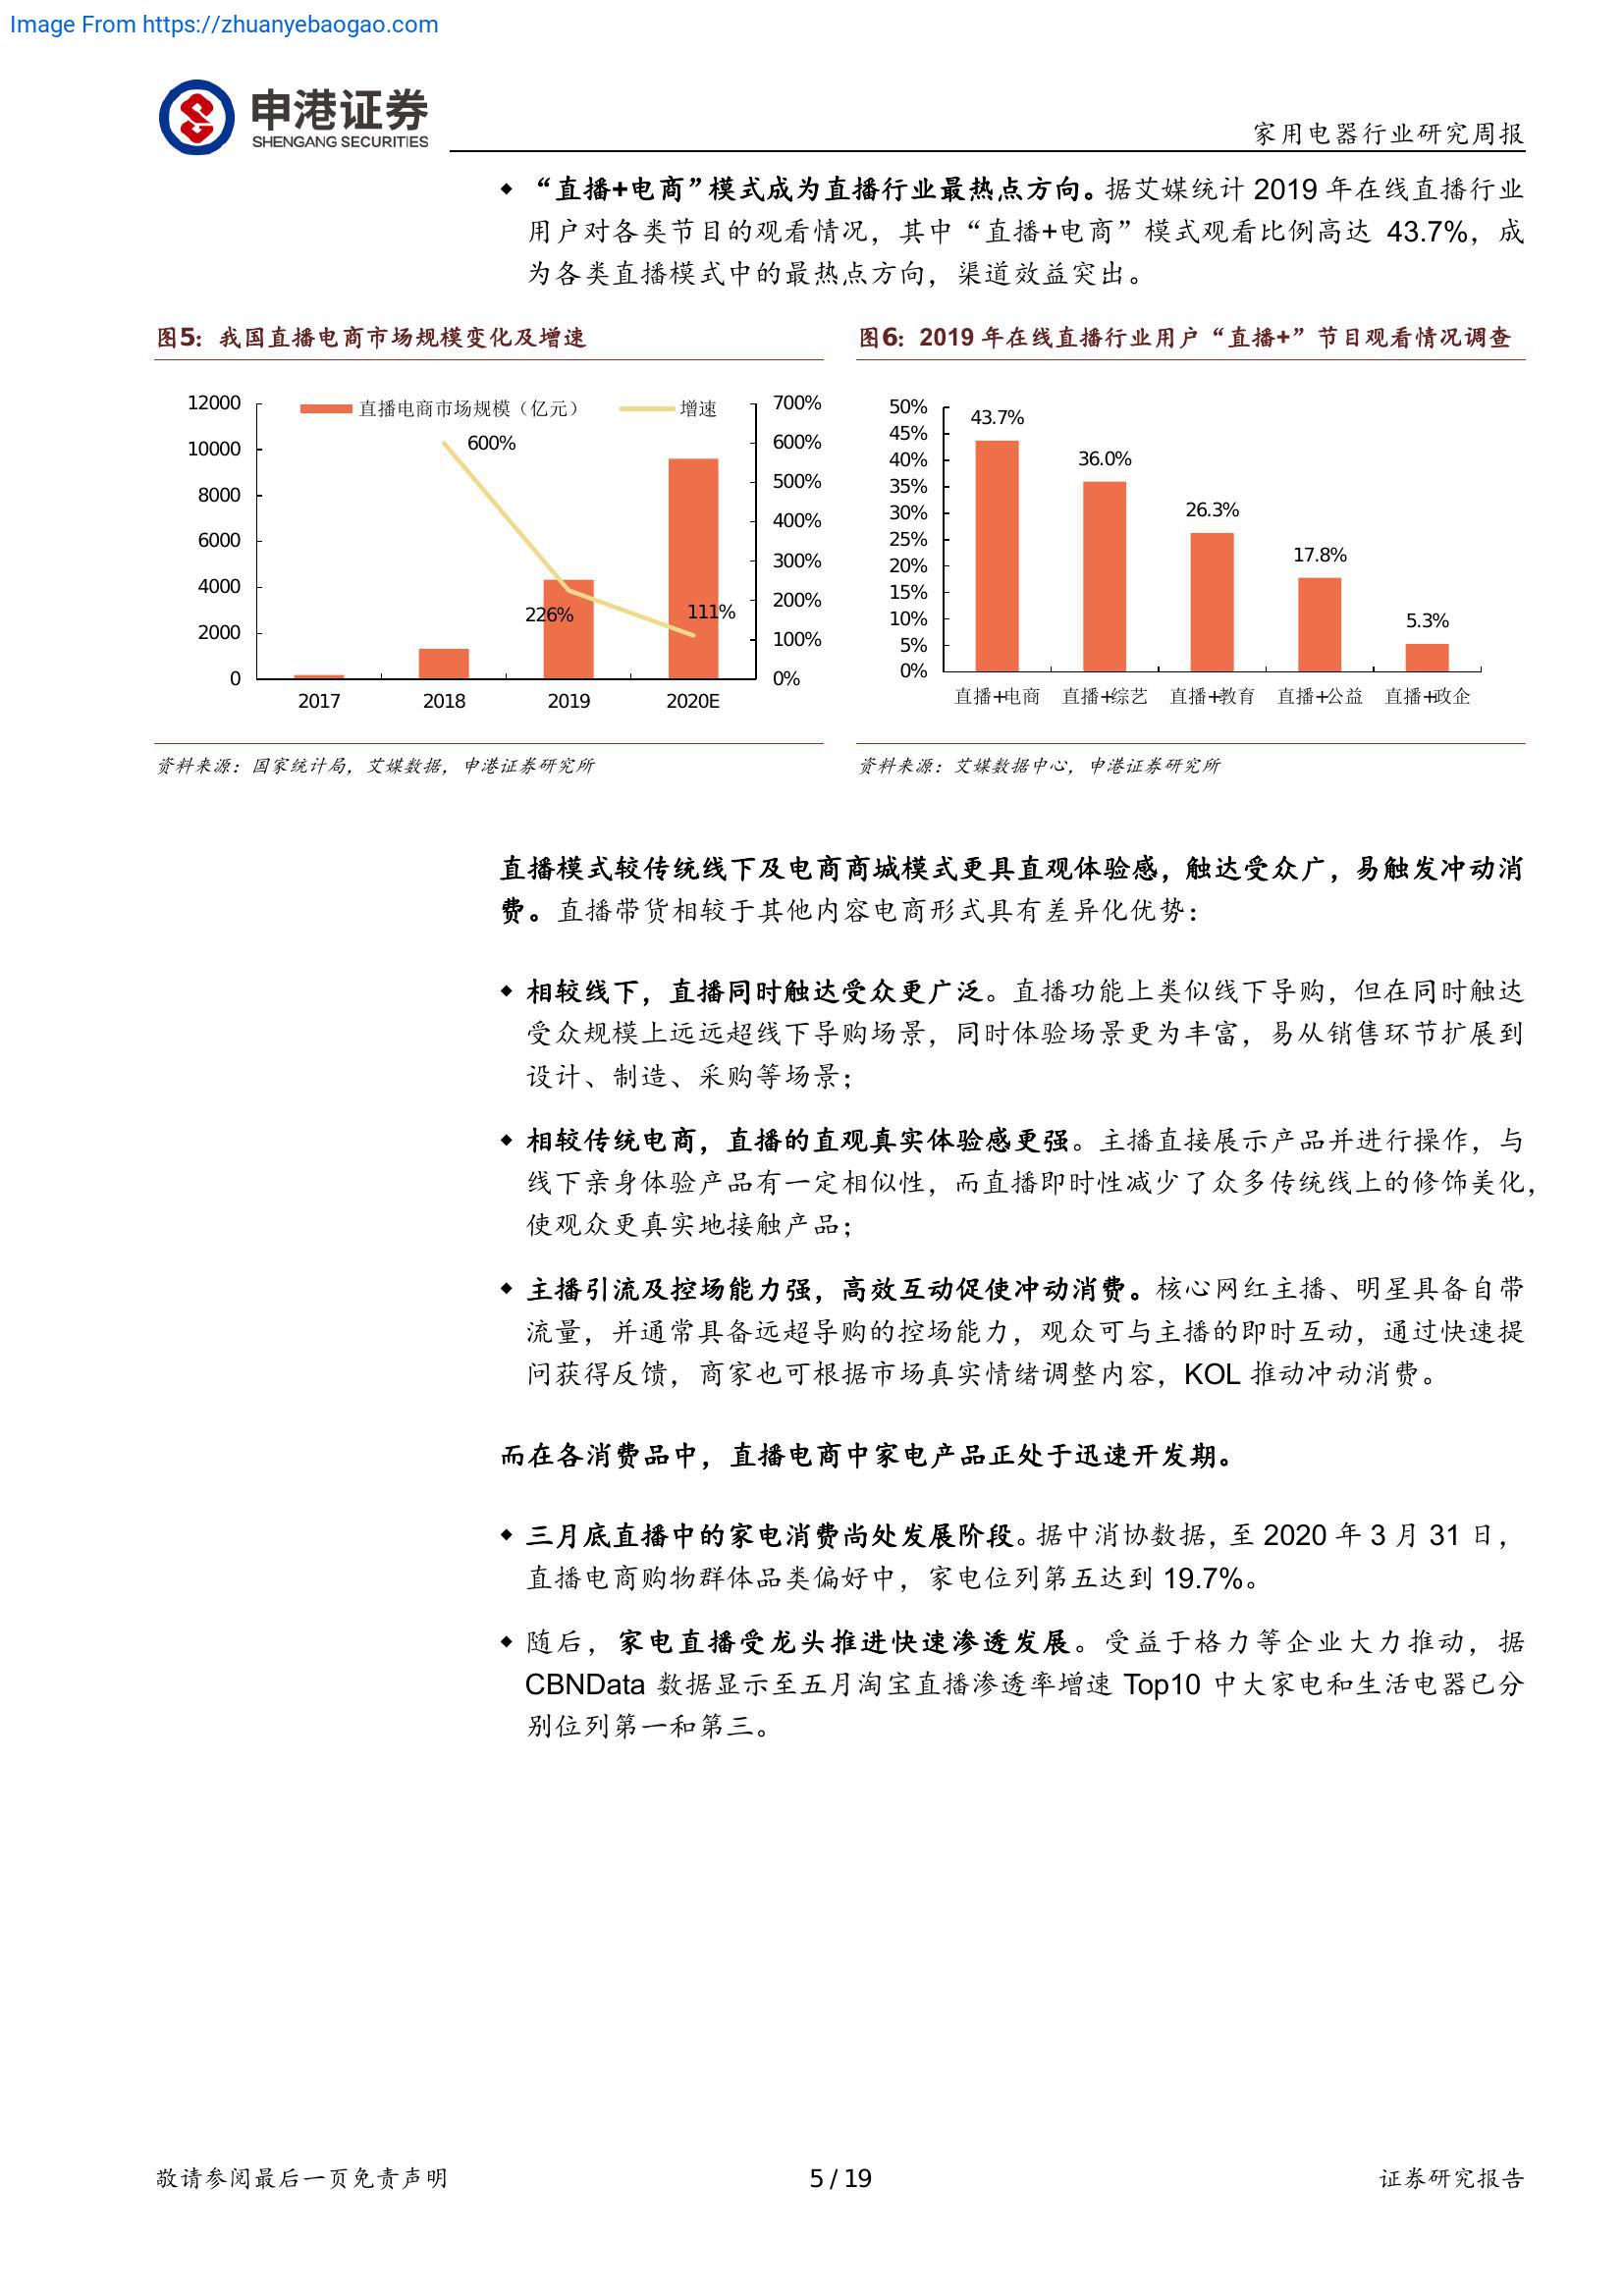 Image From https://zhuanyebaogao.com
申港证券
SHENGANG SECURITIES
家用电器行业研究周报
◆ “直播+电商”模式成为直播行业最热点方向。据艾媒统计 2019 年在线直播行业
用户对各类节目的观看情况，其中“直播+电商”模式观看比例高达 43.7%，成
为各类直播模式中的最热点方向，渠道效益突出。
图5：我国直播电商市场规模变化及增速
12000
10000
8000
6000
4000
2000
0
直播电商市场规模（亿元）
增速
600%
226%
111%
700%
600%
500%
400%
300%
200%
100%
0%
2017 2018 2019 2020E
资料来源：国家统计局，艾媒数据，申港证券研究所
图6：2019 年在线直播行业用户“直播+”节目观看情况调查
50%
45%
40%
35%
30%
25%
20%
15%
10%
5%
0%
43.7%
36.0%
26.3%
17.8%
5.3%
直播+电商 直播+综艺 直播+教育 直播+公益 直播+政企
资料来源：艾媒数据中心，申港证券研究所
直播模式较传统线下及电商商城模式更具直观体验感，触达受众广，易触发冲动消
费。直播带货相较于其他内容电商形式具有差异化优势：
◆ 相较线下，直播同时触达受众更广泛。直播功能上类似线下导购，但在同时触达
受众规模上远远超线下导购场景，同时体验场景更为丰富，易从销售环节扩展到
设计、制造、采购等场景；
◆ 相较传统电商，直播的直观真实体验感更强。主播直接展示产品并进行操作，与
线下亲身体验产品有一定相似性，而直播即时性减少了众多传统线上的修饰美化，
使观众更真实地接触产品；
◆ 主播引流及控场能力强，高效互动促使冲动消费。核心网红主播、明星具备自带
流量，并通常具备远超导购的控场能力，观众可与主播的即时互动，通过快速提
问获得反馈，商家也可根据市场真实情绪调整内容，KOL 推动冲动消费。
而在各消费品中，直播电商中家电产品正处于迅速开发期。
◆ 三月底直播中的家电消费尚处发展阶段。据中消协数据，至 2020 年 3 月 31 日，
直播电商购物群体品类偏好中，家电位列第五达到 19.7%。
◆ 随后，家电直播受龙头推进快速渗透发展。受益于格力等企业大力推动，据
CBNData 数据显示至五月淘宝直播渗透率增速 Top10 中大家电和生活电器已分
别位列第一和第三。
敬请参阅最后一页免责声明
5 / 19
证券研究报告